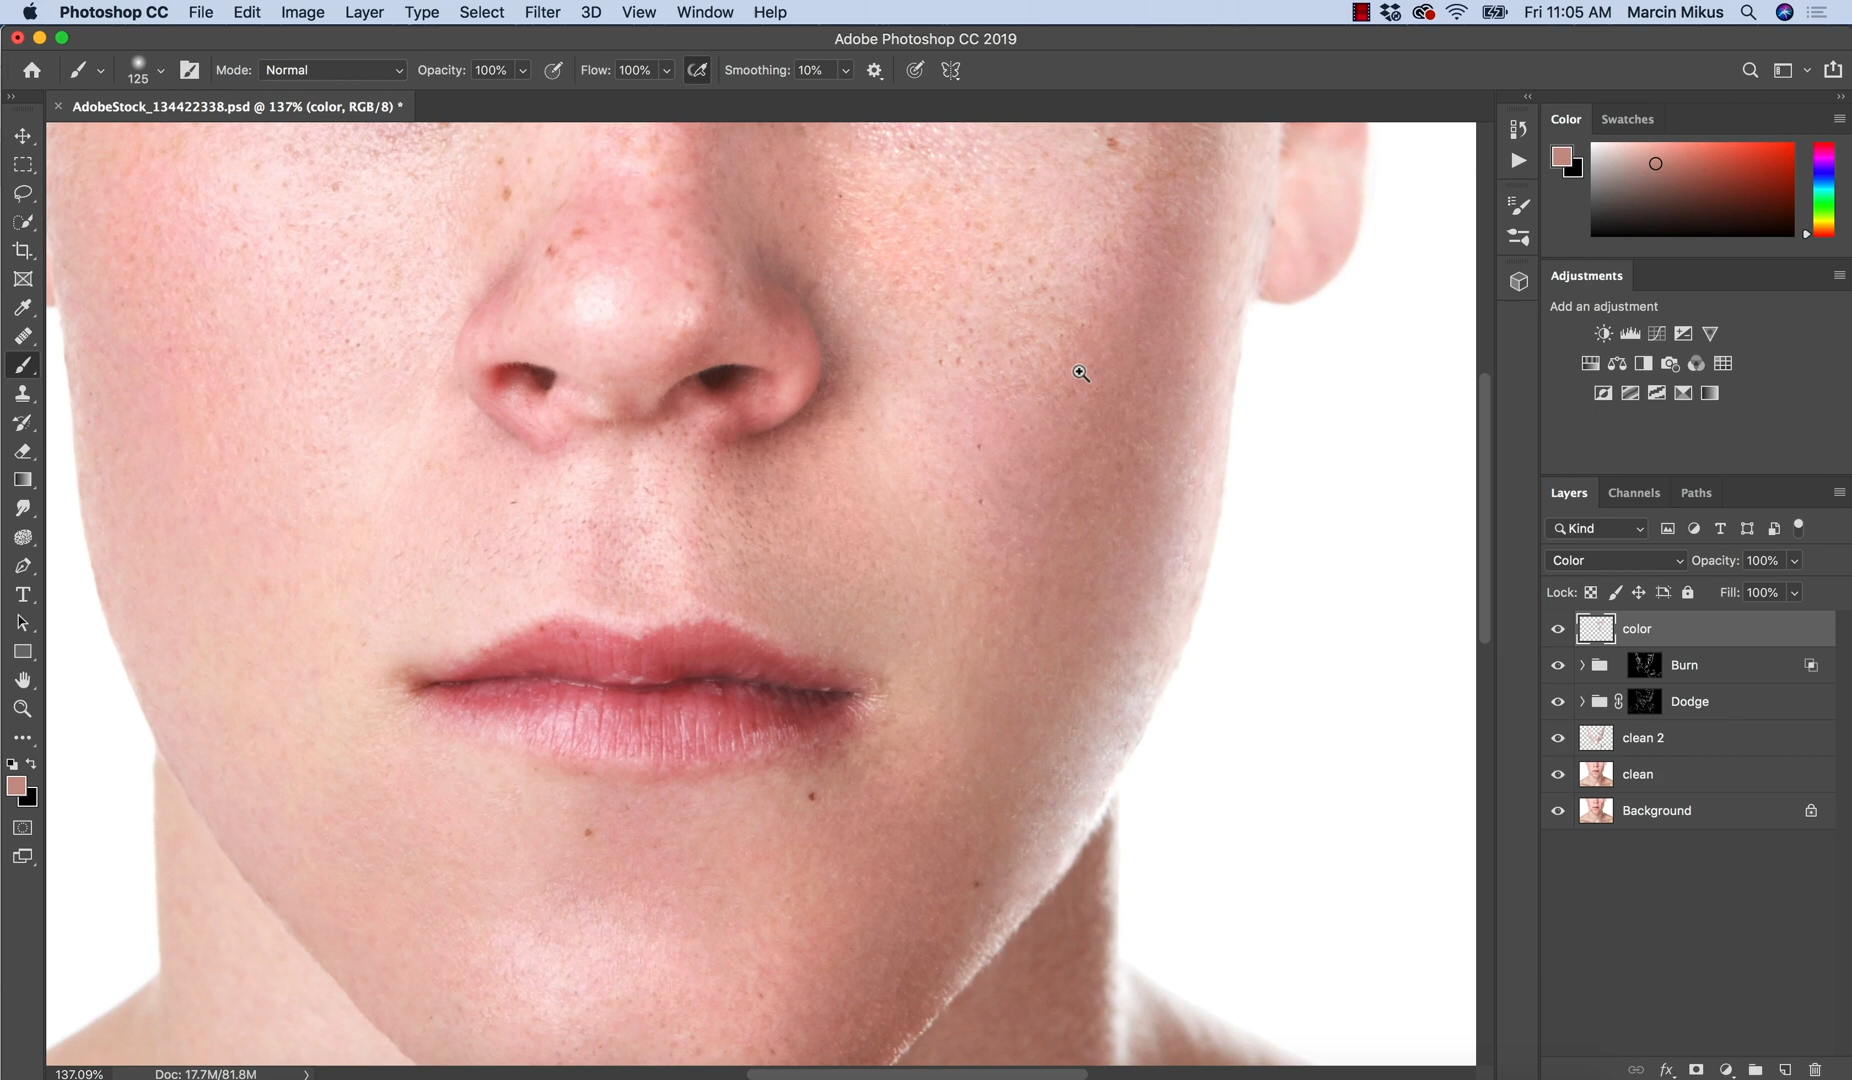 Photoshop CC File Edit Image Layer Type Select Filter 3D View Window Help Fri 11:05 AM Marcin Mikus
Adobe Photoshop CC 2019
125 Mode: Normal Opacity: 100% Flow: 100% Smoothing: 10%
AdobeStock_134422338.psd @ 137% (color, RGB/8) *
Color Swatches
Adjustments
Add an adjustment
Layers Channels Paths
Kind
Color Opacity: 100%
Lock: Fill: 100%
color
Burn
Dodge
clean 2
clean
Background
137.09% Doc: 17.7M/81.8M